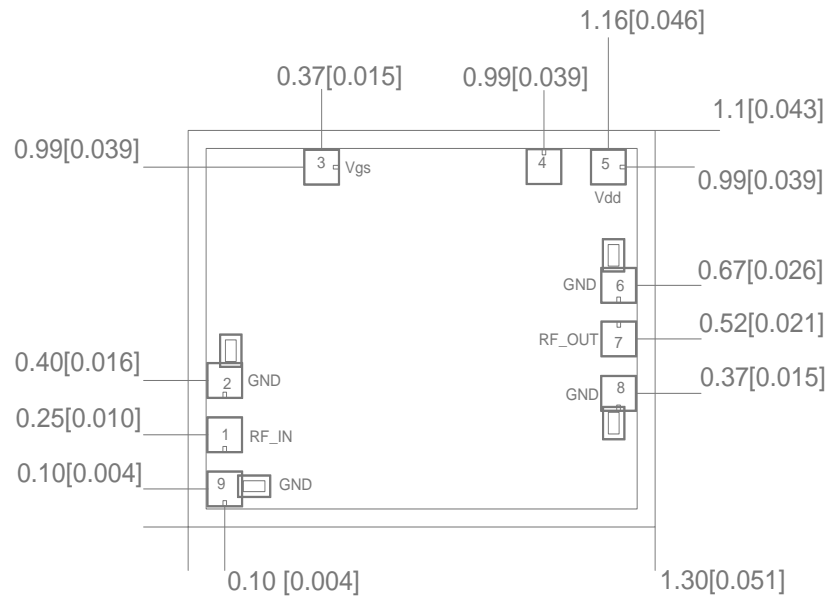 1.16[0.046]
0.37[0.015] 0.99[0.039]
1.1[0.043]
0.99[0.039] 3 Vgs 4 5 0.99[0.039]
Vdd
GND 6 0.67[0.026]
RF_OUT 7 0.52[0.021]
0.40[0.016] 2 GND GND 8 0.37[0.015]
0.25[0.010] 1 RF_IN
0.10[0.004] 9 GND
0.10 [0.004] 1.30[0.051]